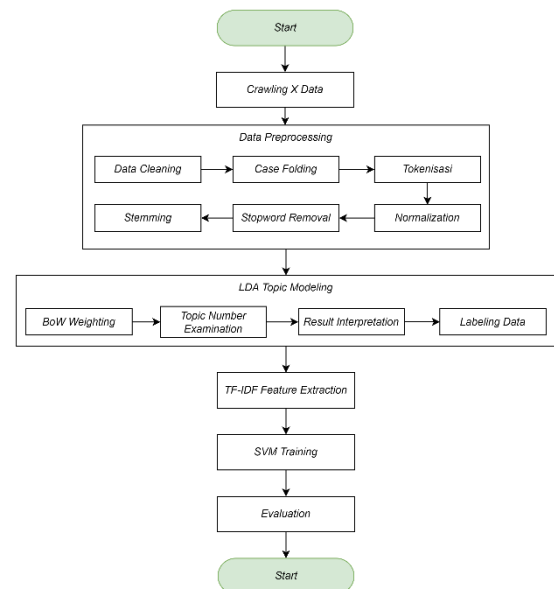 Start
Crawling X Data
Data Preprocessing
Data Cleaning
Case Folding
Tokenisasi
Stemming
Stopword Removal
Normalization
LDA Topic Modeling
BoW Weighting
Topic Number
Examination
Result Interpretation
Labeling Data
TF-IDF Feature Extraction
SVM Training
Evaluation
Start